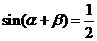 sin(α + β) = 1/2